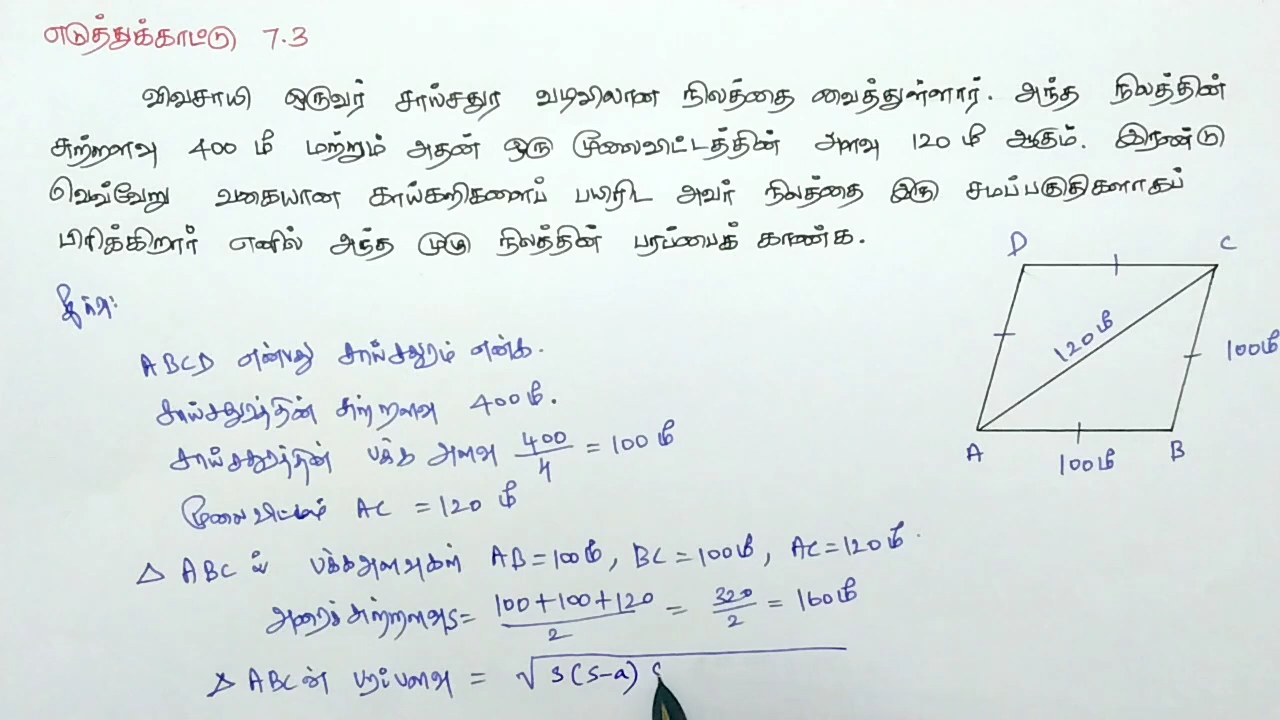 எடுத்துக்காட்டு 7.3
விவசாயி ஒருவர் சாய்சதுர வடிவிலான நிலத்தை வைத்துள்ளார். அந்த நிலத்தின்
சுற்றளவு 400 மீ மற்றும் அதன் ஒரு மூலைவிட்டத்தின் அளவு 120 மீ ஆகும். இரண்டு
வெவ்வேறு வகையான காய்கறிகளைப் பயிரிட அவர் நிலத்தை இரு சமப்பகுதிகளாகப்
பிரிக்கிறார் எனில் அந்த முழு நிலத்தின் பரப்பைக் காண்க.
தீர்வு:
ABCD என்பது சாய்சதுரம் என்க.
சாய்சதுரத்தின் சுற்றளவு 400மீ.
சாய்சதுரத்தின் பக்க அளவு 400/4 = 100 மீ
மூலைவிட்டம் AC = 120 மீ
△ ABC ல் பக்கஅளவுகள் AB=100மீ, BC=100மீ, AC=120மீ.
அரைச்சுற்றளவு S= 100+100+120/2 = 320/2 = 160மீ
△ ABCன் பரப்பளவு = √S(S-a) S
D C
120மீ
100மீ
A 100மீ B